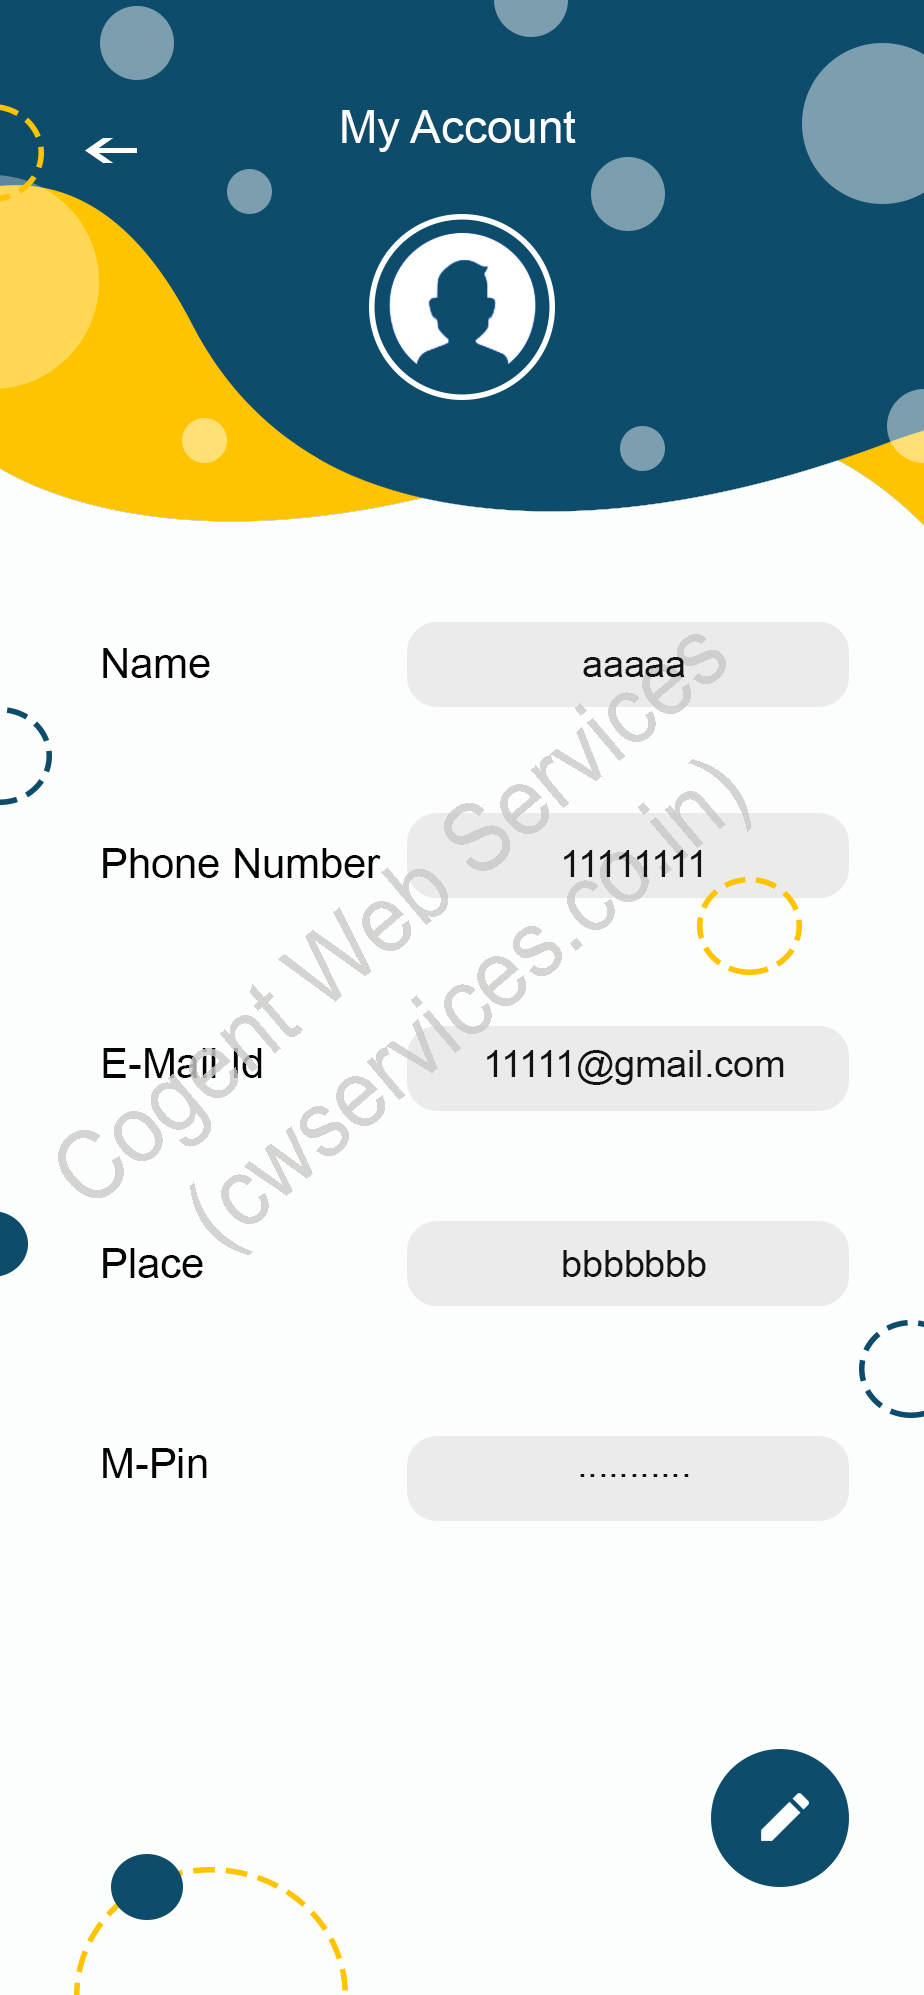 My Account
Name
aaaaa
Phone Number
11111111
E-Mail Id
11111@gmail.com
Place
bbbbbbb
M-Pin
...........
Cogent Web Services
(cwservices.co.in)